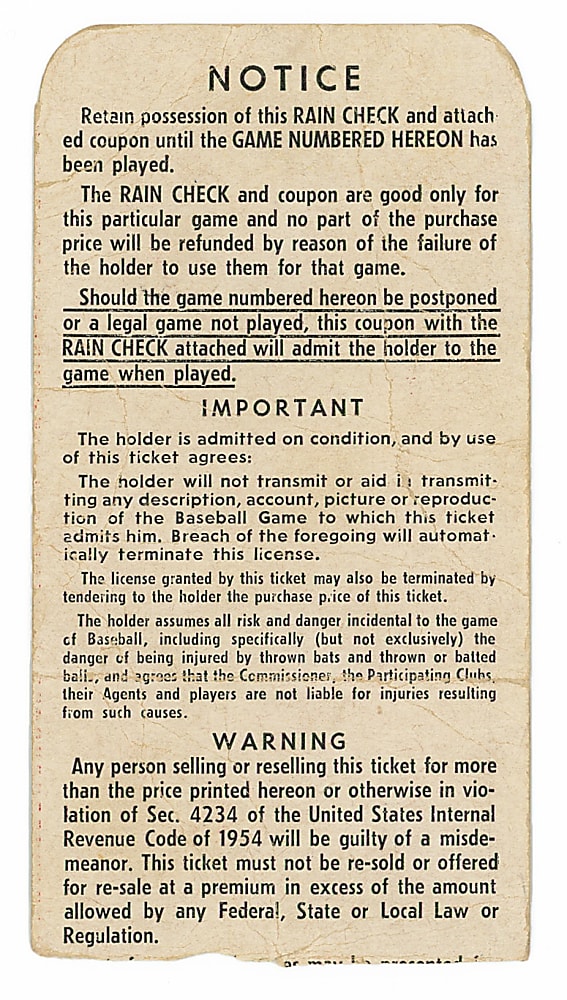 NOTICE
Retain possession of this RAIN CHECK and attach-
ed coupon until the GAME NUMBERED HEREON has
been played.
The RAIN CHECK and coupon are good only for
this particular game and no part of the purchase
price will be refunded by reason of the failure of
the holder to use them for that game.
Should the game numbered hereon be postponed
or a legal game not played, this coupon with the
RAIN CHECK attached will admit the holder to the
game when played.
IMPORTANT
The holder is admitted on condition, and by use
of this ticket agrees:
The holder will not transmit or aid in transmit-
ting any description, account, picture or reproduc-
tion of the Baseball Game to which this ticket
admits him. Breach of the foregoing will automat-
ically terminate this license.
The license granted by this ticket may also be terminated by
tendering to the holder the purchase price of this ticket.
The holder assumes all risk and danger incidental to the game
of Baseball, including specifically (but not exclusively) the
danger of being injured by thrown bats and thrown or batted
balls, and agrees that the Commissioner, the Participating Clubs,
their Agents and players are not liable for injuries resulting
from such causes.
WARNING
Any person selling or reselling this ticket for more
than the price printed hereon or otherwise in vio-
lation of Sec. 4234 of the United States Internal
Revenue Code of 1954 will be guilty of a misde-
meanor. This ticket must not be re-sold or offered
for re-sale at a premium in excess of the amount
allowed by any Federal, State or Local Law or
Regulation.
may be presented